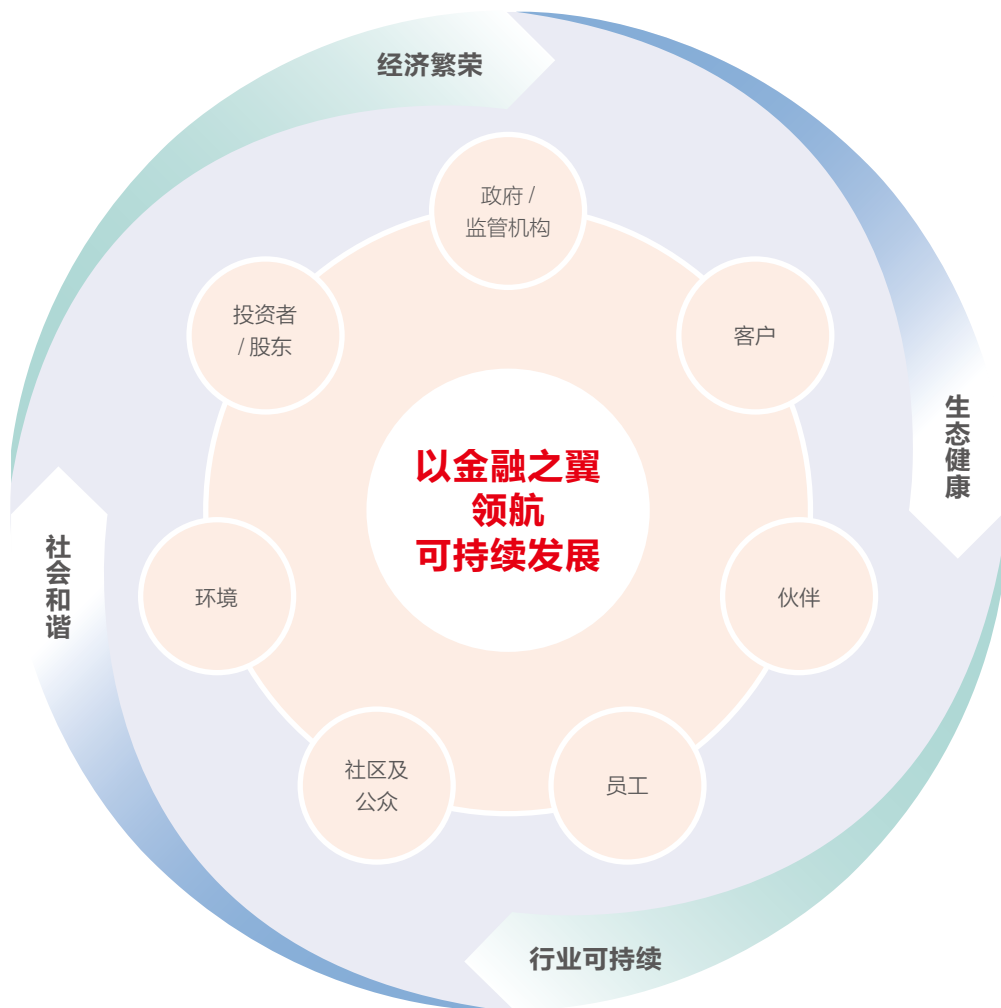 经济繁荣
政府 /
监管机构
投资者
/ 股东
客户
生态健康
以金融之翼
领航
可持续发展
社会和谐
环境
伙伴
社区及
公众
员工
行业可持续